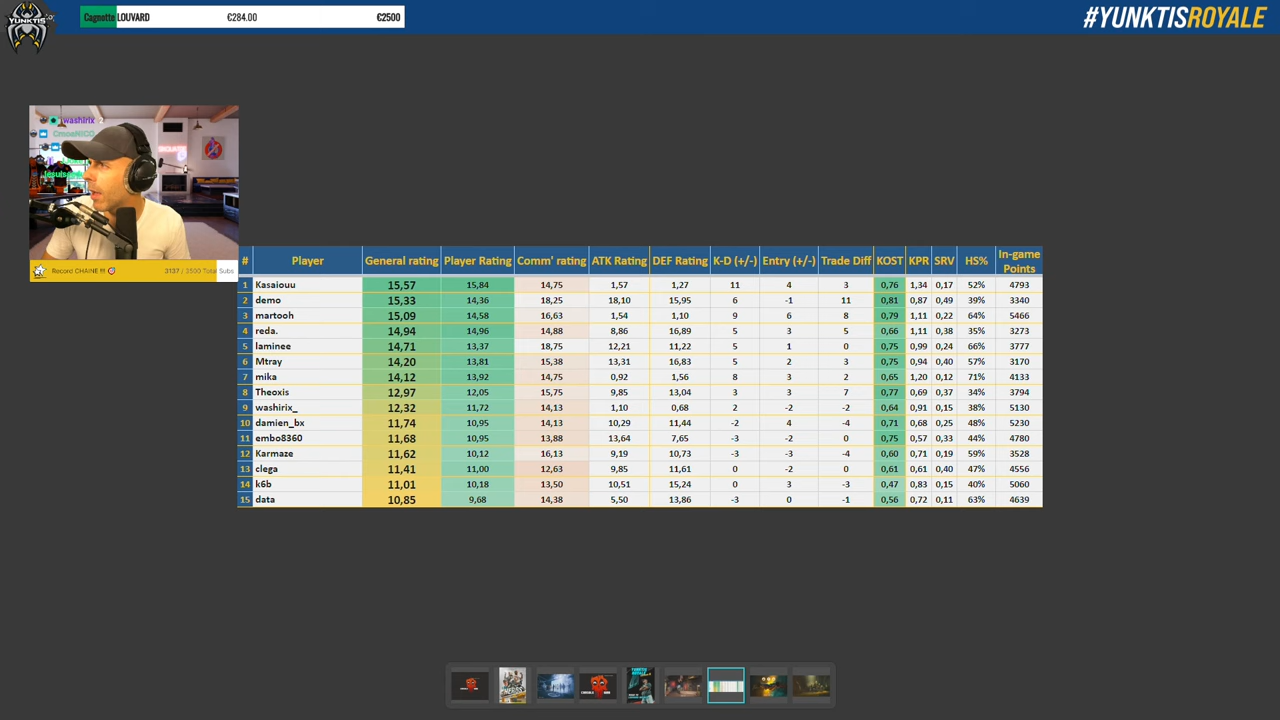 YUNKTIS
Cagnotte LOUVARD €284.00 €2500
#YUNKTISROYALE
washirix
CmoaNICO
Record CHAINE !!! 3137 / 3500 Total Subs
# Player General rating Player Rating Comm' rating ATK Rating DEF Rating K-D (+/-) Entry (+/-) Trade Diff KOST KPR SRV HS% In-game Points
1 Kasaiouu 15,57 15,84 14,75 1,57 1,27 11 4 3 0,76 1,34 0,17 52% 4793
2 demo 15,33 14,36 18,25 18,10 15,95 6 -1 11 0,81 0,87 0,49 39% 3340
3 martooh 15,09 14,58 16,63 1,54 1,10 9 6 8 0,79 1,11 0,22 64% 5466
4 reda. 14,94 14,96 14,88 8,86 16,89 5 3 5 0,66 1,11 0,38 35% 3273
5 laminee 14,71 13,37 18,75 12,21 11,22 5 1 0 0,75 0,99 0,24 66% 3777
6 Mtray 14,20 13,81 15,38 13,31 16,83 5 2 3 0,75 0,94 0,40 57% 3170
7 mika 14,12 13,92 14,75 0,92 1,56 8 3 2 0,65 1,20 0,12 71% 4133
8 Theoxis 12,97 12,05 15,75 9,85 13,04 3 3 7 0,77 0,69 0,37 34% 3794
9 washirix_ 12,32 11,72 14,13 1,10 0,68 2 -2 -2 0,64 0,91 0,15 38% 5130
10 damien_bx 11,74 10,95 14,13 10,29 11,44 -2 4 -4 0,71 0,68 0,25 48% 5230
11 embo8360 11,68 10,95 13,88 13,64 7,65 -3 -2 0 0,75 0,57 0,33 44% 4780
12 Karmaze 11,62 10,12 16,13 9,19 10,73 -3 -3 -4 0,60 0,71 0,19 59% 3528
13 clega 11,41 11,00 12,63 9,85 11,61 0 -2 0 0,61 0,61 0,40 47% 4556
14 k6b 11,01 10,18 13,50 10,51 15,24 0 3 -3 0,47 0,83 0,15 40% 5060
15 data 10,85 9,68 14,38 5,50 13,86 -3 0 -1 0,56 0,72 0,11 63% 4639